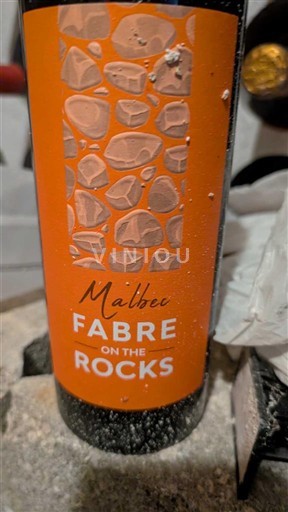 VINIOU
Malbec
FABRE
ON THE
ROCKS